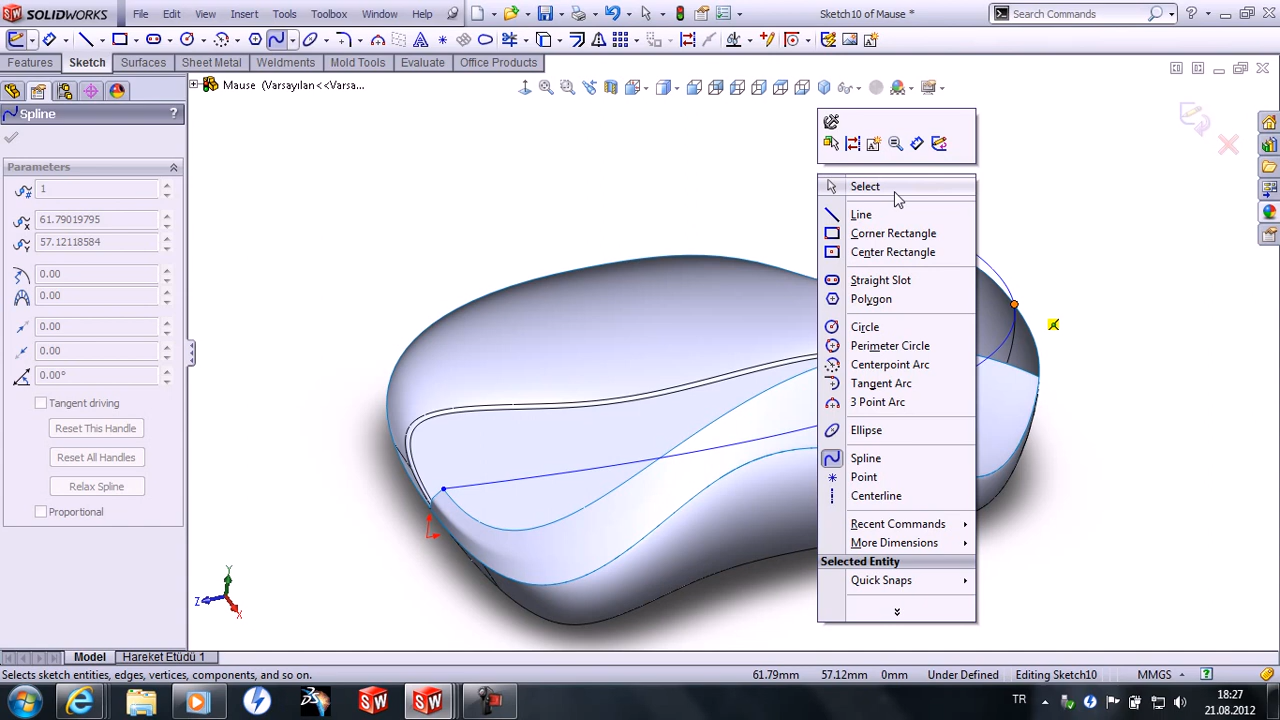 SOLIDWORKS File Edit View Insert Tools Toolbox Window Help Sketch10 of Mause * Search Commands
Features Sketch Surfaces Sheet Metal Weldments Mold Tools Evaluate Office Products
Mause (Varsayılan<<Varsa...
Spline ?
Parameters
1
61.79019795
57.12118584
0.00
0.00
0.00
0.00
0.00°
Tangent driving
Reset This Handle
Reset All Handles
Relax Spline
Proportional
Select
Line
Corner Rectangle
Center Rectangle
Straight Slot
Polygon
Circle
Perimeter Circle
Centerpoint Arc
Tangent Arc
3 Point Arc
Ellipse
Spline
Point
Centerline
Recent Commands
More Dimensions
Selected Entity
Quick Snaps
Y
Z
X
Model Hareket Etüdü 1
Selects sketch entities, edges, vertices, components, and so on. 61.79mm 57.12mm 0mm Under Defined Editing Sketch10 MMGS
TR 18:27
21.08.2012